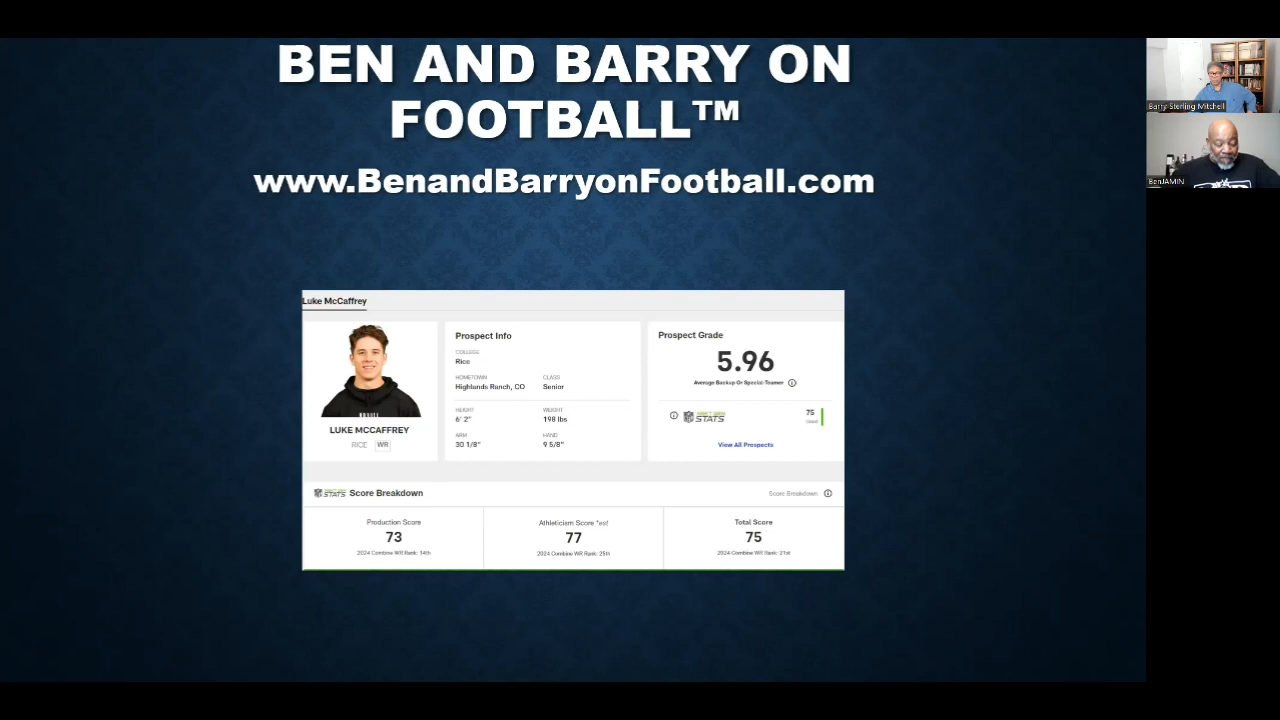 BEN AND BARRY ON
FOOTBALL™
www.BenandBarryonFootball.com
Luke McCaffrey
LUKE MCCAFFREY
RICE WR
Prospect Info
COLLEGE
Rice
HOMETOWN CLASS
Highlands Ranch, CO Senior
HEIGHT WEIGHT
6' 2" 198 lbs
ARM HAND
30 1/8" 9 5/8"
Prospect Grade
5.96
Average Backup Or Special-Teamer
STATS
75
View All Prospects
STATS Score Breakdown
Score Breakdown
Production Score
73
2024 Combine WR Rank: 14th
Athleticism Score *est
77
2024 Combine WR Rank: 25th
Total Score
75
2024 Combine WR Rank: 21st
Barry Sterling Mitchell
BenJAMIN